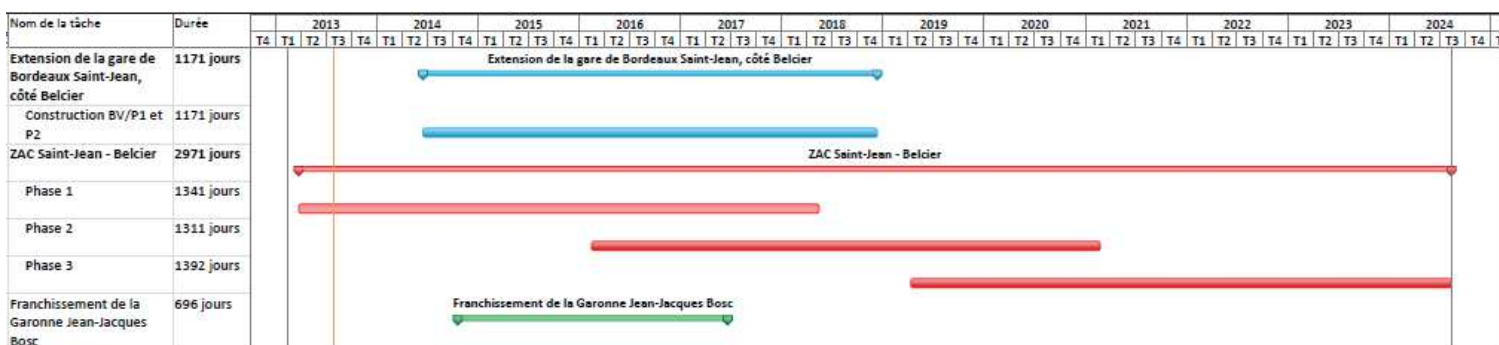 Nom de la tâche Durée 2013 2014 2015 2016 2017 2018 2019 2020 2021 2022 2023 2024
T4 T1 T2 T3 T4 T1 T2 T3 T4 T1 T2 T3 T4 T1 T2 T3 T4 T1 T2 T3 T4 T1 T2 T3 T4 T1 T2 T3 T4 T1 T2 T3 T4 T1 T2 T3 T4 T1 T2 T3 T4 T1 T2 T3 T4 T1 T2 T3 T4
Extension de la gare de 1171 jours Extension de la gare de Bordeaux Saint-Jean, côté Belcier
Bordeaux Saint-Jean,
côté Belcier
Construction BV/P1 et 1171 jours
P2
ZAC Saint-Jean - Belcier 2971 jours ZAC Saint-Jean - Belcier
Phase 1 1341 jours
Phase 2 1311 jours
Phase 3 1392 jours
Franchissement de la 696 jours Franchissement de la Garonne Jean-Jacques Bosc
Garonne Jean-Jacques
Bosc